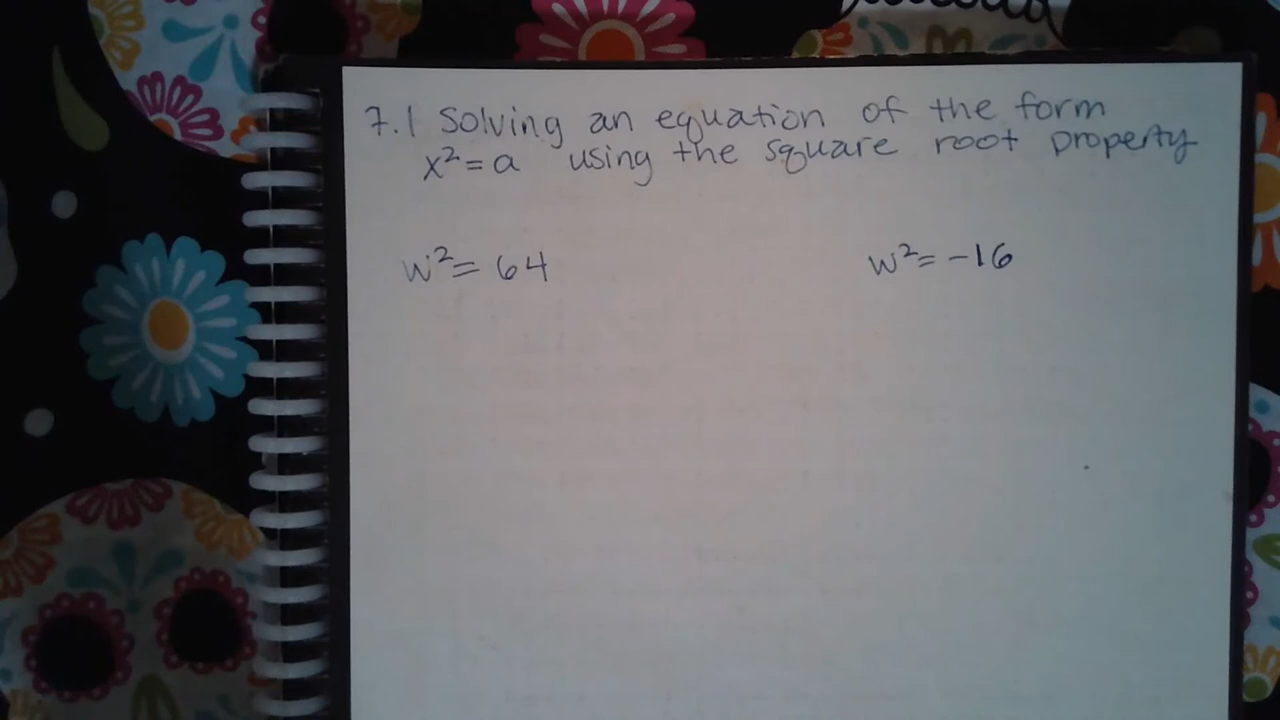 7.1 Solving an equation of the form
x² = a using the square root property
w² = 64
w² = -16